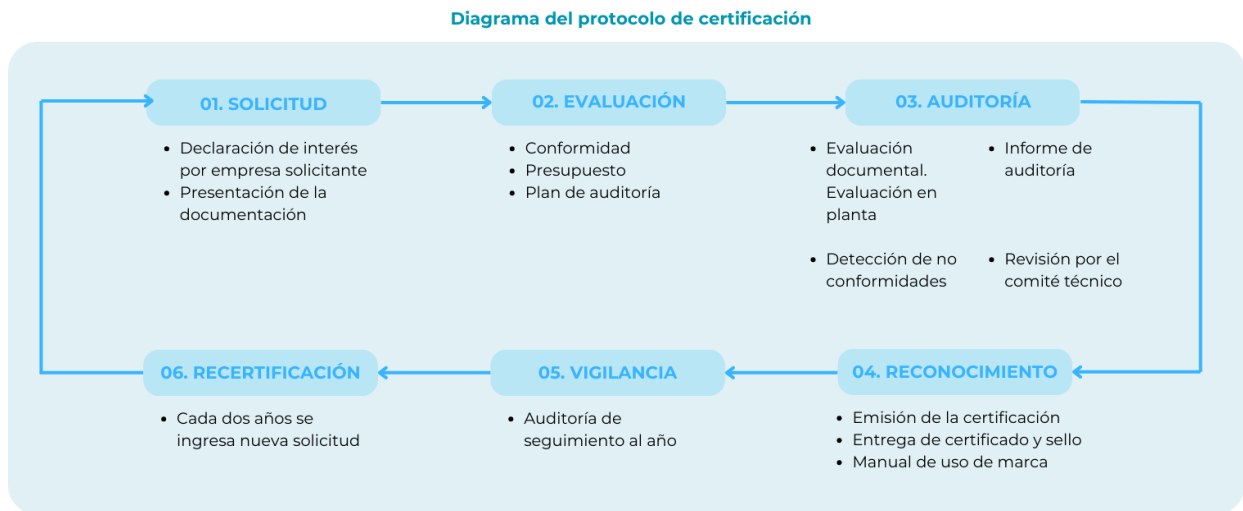 Diagrama del protocolo de certificación
01. SOLICITUD
• Declaración de interés
por empresa solicitante
• Presentación de la
documentación
02. EVALUACIÓN
• Conformidad
• Presupuesto
• Plan de auditoría
03. AUDITORÍA
• Evaluación
documental.
Evaluación en
planta
• Informe de
auditoría
• Detección de no
conformidades
• Revisión por el
comité técnico
04. RECONOCIMIENTO
• Emisión de la certificación
• Entrega de certificado y sello
• Manual de uso de marca
05. VIGILANCIA
• Auditoría de
seguimiento al año
06. RECERTIFICACIÓN
• Cada dos años se
ingresa nueva solicitud